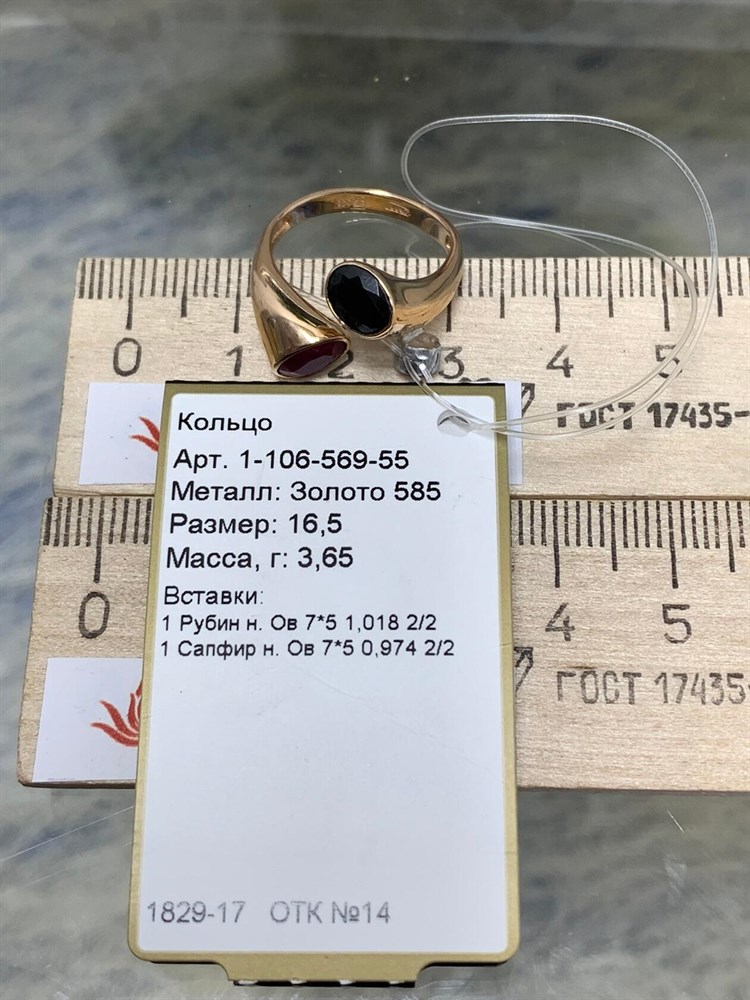 0 1 2 3 4 5
ГОСТ 17435-
Кольцо
Арт. 1-106-569-55
Металл: Золото 585
Размер: 16,5
Масса, г: 3,65
Вставки:
1 Рубин н. Ов 7*5 1,018 2/2
1 Сапфир н. Ов 7*5 0,974 2/2
1829-17 ОТК №14
0 4 5
ГОСТ 17435-